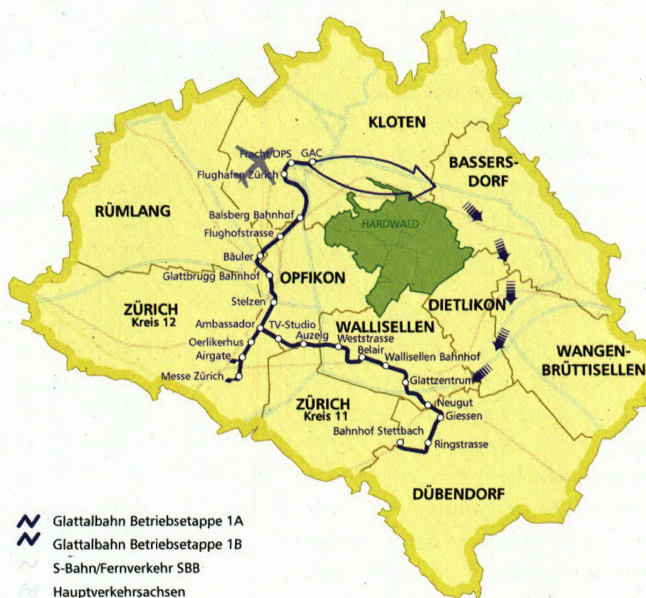 KLOTEN
Fracht/OPS
GAC
BASSERS-
DORF
Flughafen Zürich
RÜMLANG
Balsberg Bahnhof
HARDWALD
Flughofstrasse
Bäuler
Glattbrugg Bahnhof
OPFIKON
ZÜRICH
Kreis 12
Stelzen
DIETLIKON
Ambassador
TV-Studio
WALLISELLEN
Oerlikerhus
Auzelg
Weststrasse
WANGEN-
BRÜTTISELLEN
Airgate
Belair
Wallisellen Bahnhof
Messe Zürich
Glattzentrum
ZÜRICH
Kreis 11
Neugut
Giessen
Bahnhof Stettbach
Ringstrasse
DÜBENDORF
Glattalbahn Betriebsetappe 1A
Glattalbahn Betriebsetappe 1B
S-Bahn/Fernverkehr SBB
Hauptverkehrsachsen